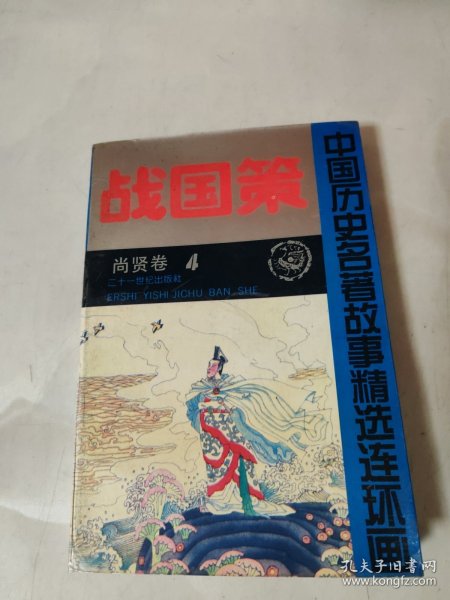 战国策
尚贤卷 4
二十一世纪出版社
ERSHI YISHI JICHU BAN SHE
中国历史名著故事精选连环画
孔夫子旧书网
www.kongfz.com